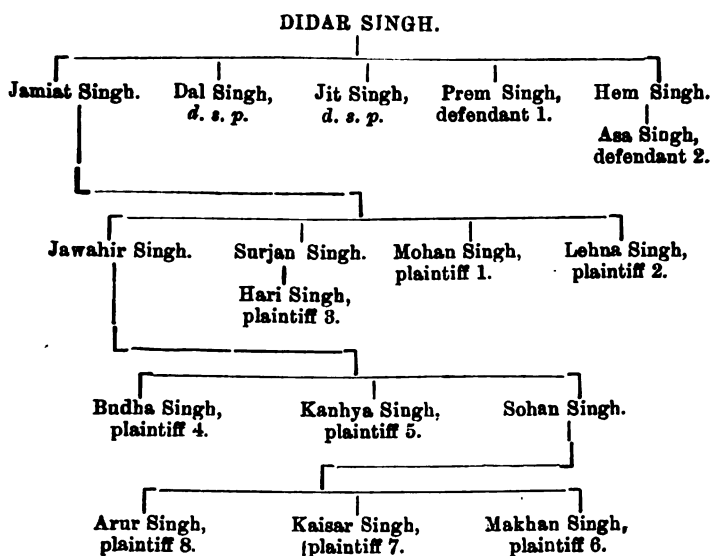 DIDAR SINGH.
Jamiat Singh. Dal Singh, Jit Singh, Prem Singh, Hem Singh.
d. s. p. d. s. p. defendant 1.
Asa Singh,
defendant 2.
Jawahir Singh. Surjan Singh. Mohan Singh, Lehna Singh,
plaintiff 1. plaintiff 2.
Hari Singh,
plaintiff 3.
Budha Singh, Kanhya Singh, Sohan Singh.
plaintiff 4. plaintiff 5.
Arur Singh, Kaisar Singh, Makhan Singh,
plaintiff 8. plaintiff 7. plaintiff 6.